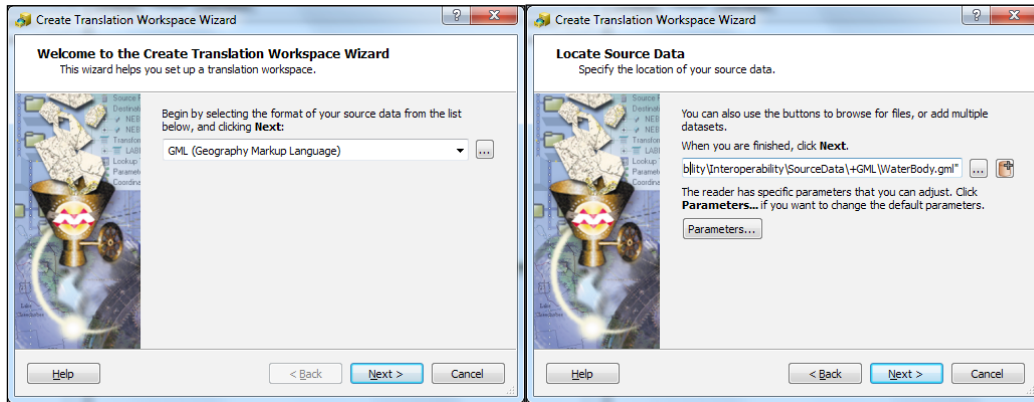 Create Translation Workspace Wizard
Welcome to the Create Translation Workspace Wizard
This wizard helps you set up a translation workspace.
Begin by selecting the format of your source data from the list
below, and clicking Next:
GML (Geography Markup Language)
...
Help
< Back
Next >
Cancel
Create Translation Workspace Wizard
Locate Source Data
Specify the location of your source data.
You can also use the buttons to browse for files, or add multiple
datasets.
When you are finished, click Next.
bility\Interoperability\SourceData\+GML\WaterBody.gml"
...
The reader has specific parameters that you can adjust. Click
Parameters... if you want to change the default parameters.
Parameters...
Help
< Back
Next >
Cancel